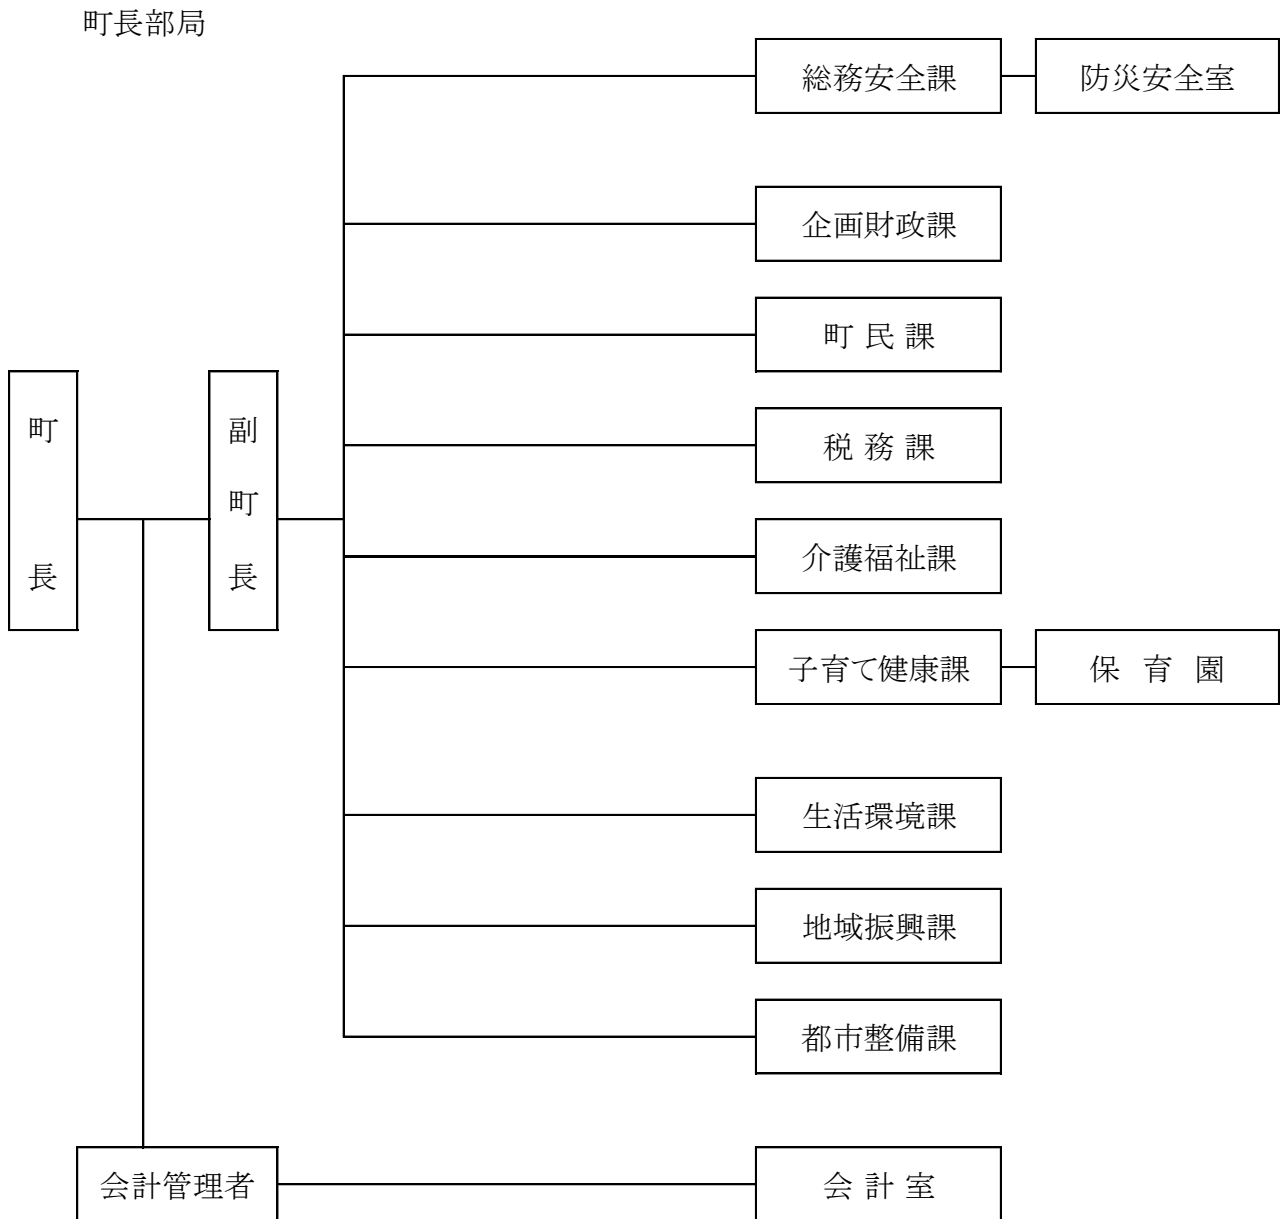 町長部局
総務安全課
防災安全室
企画財政課
町 民 課
税 務 課
町長
副町長
介護福祉課
子育て健康課
保 育 園
生活環境課
地域振興課
都市整備課
会計管理者
会 計 室